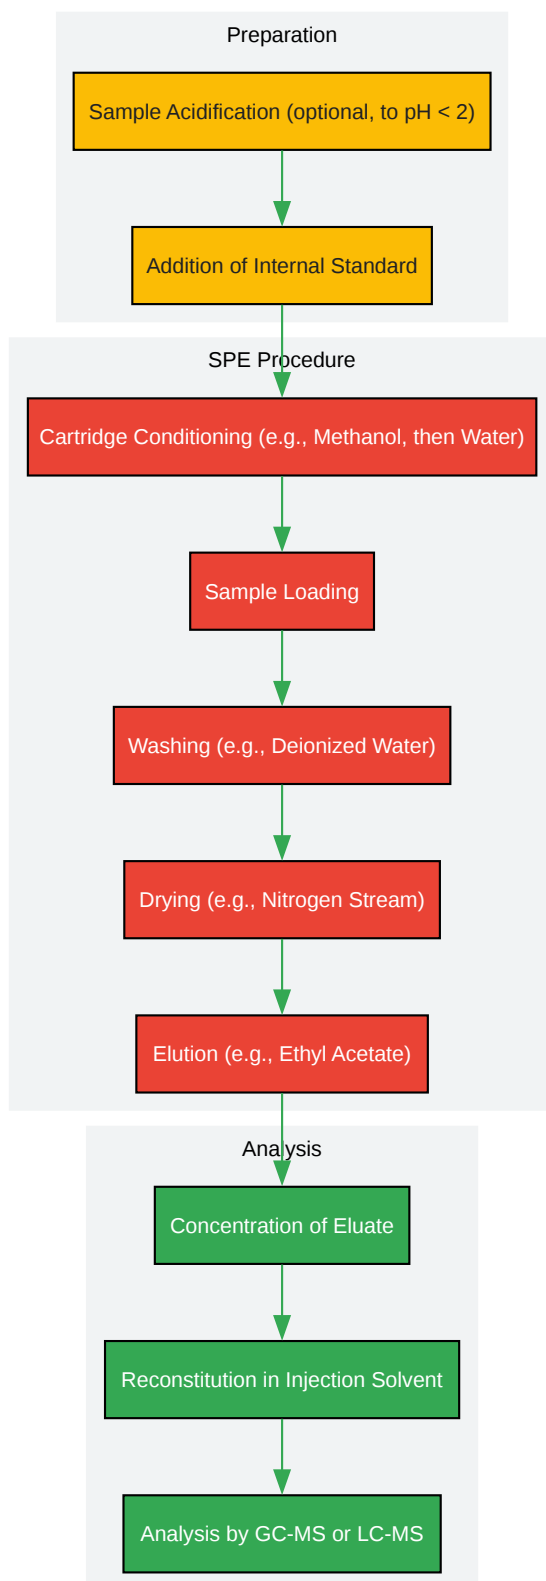 Preparation
Sample Acidification (optional, to pH < 2)
Addition of Internal Standard
SPE Procedure
Cartridge Conditioning (e.g., Methanol, then Water)
Sample Loading
Washing (e.g., Deionized Water)
Drying (e.g., Nitrogen Stream)
Elution (e.g., Ethyl Acetate)
Analysis
Concentration of Eluate
Reconstitution in Injection Solvent
Analysis by GC-MS or LC-MS